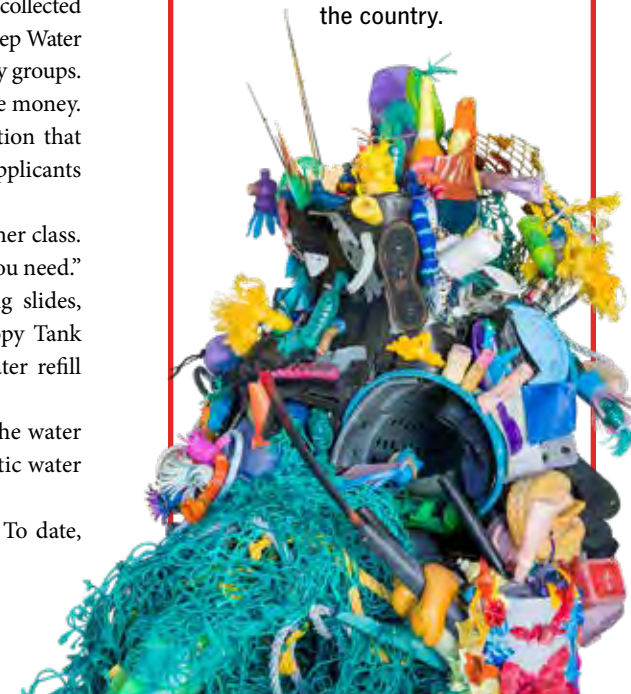 collected
ep Water
y groups.
e money.
tion that
pplicants
her class.
ou need.”
g slides,
ppy Tank
ter refill
he water
tic water
To date,
the country.